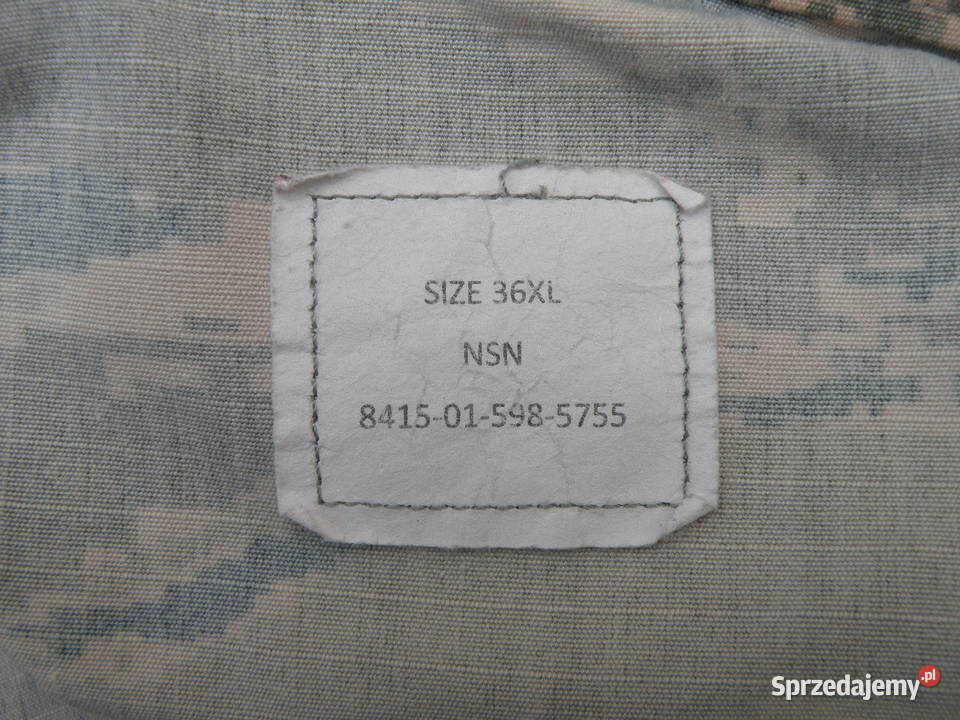 SIZE 36XL
NSN
8415-01-598-5755
Sprzedajemy.pl